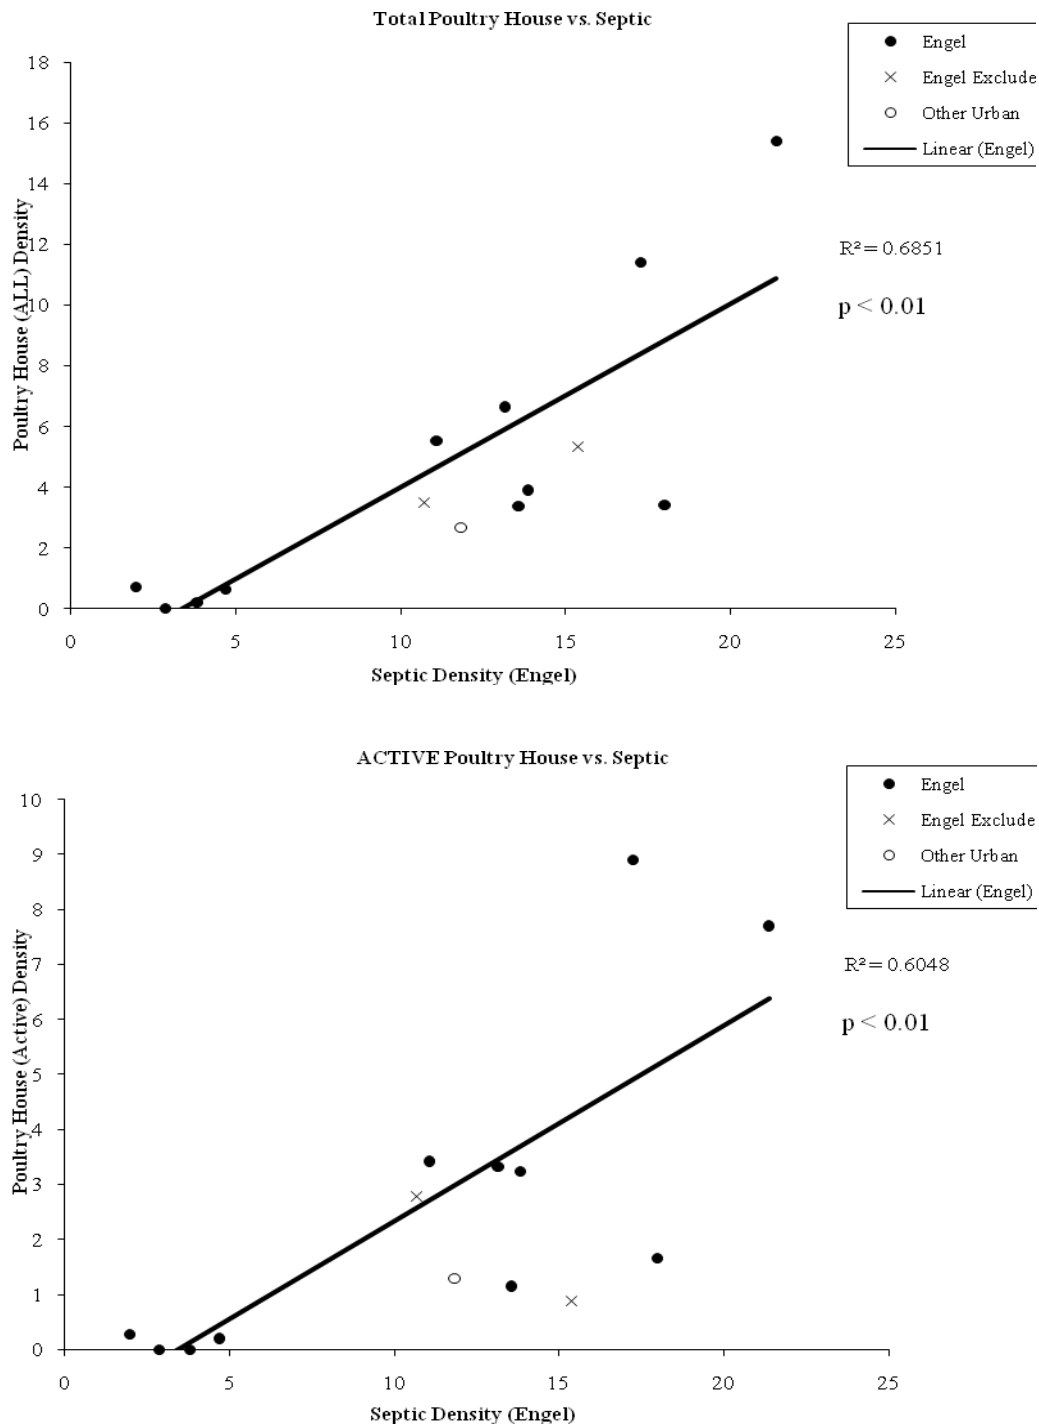 Total Poultry House vs. Septic
Engel
Engel Exclude
Other Urban
Linear (Engel)
18
16
14
12
10
8
6
4
2
0
Poultry House (ALL) Density
R² = 0.6851
p < 0.01
0 5 10 15 20 25
Septic Density (Engel)
ACTIVE Poultry House vs. Septic
Engel
Engel Exclude
Other Urban
Linear (Engel)
10
9
8
7
6
5
4
3
2
1
0
Poultry House (Active) Density
R² = 0.6048
p < 0.01
0 5 10 15 20 25
Septic Density (Engel)